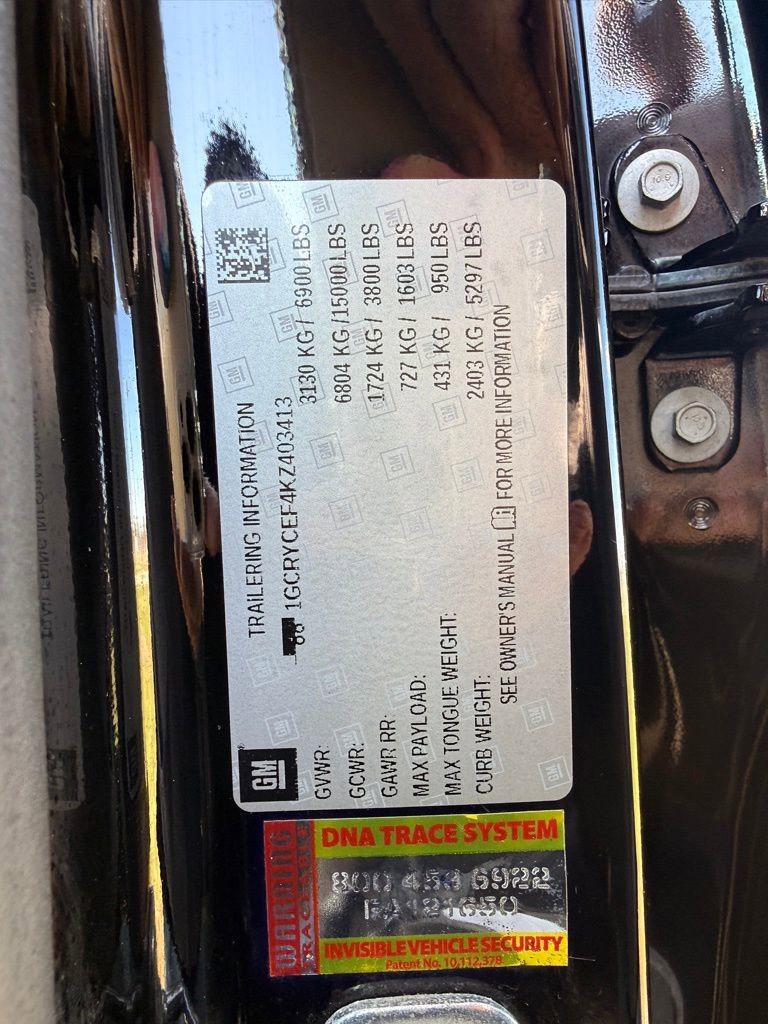 GM
TRAILERING INFORMATION
1GCRYCEF4KZ403413
GVWR: 3130 KG / 6900 LBS
GCWR: 6804 KG /15000 LBS
GAWR RR: 1724 KG / 3800 LBS
MAX PAYLOAD: 727 KG / 1603 LBS
MAX TONGUE WEIGHT: 431 KG / 950 LBS
CURB WEIGHT: 2403 KG / 5297 LBS
SEE OWNER'S MANUAL FOR MORE INFORMATION
WARNING
DNA TRACE SYSTEM
800 453 6922
INVISIBLE VEHICLE SECURITY
Patent No. 10,112,378